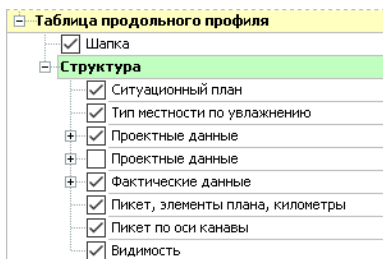 Таблица продольного профиля
Шапка
Структура
Ситуационный план
Тип местности по увлажнению
Проектные данные
Проектные данные
Фактические данные
Пикет, элементы плана, километры
Пикет по оси канавы
Видимость